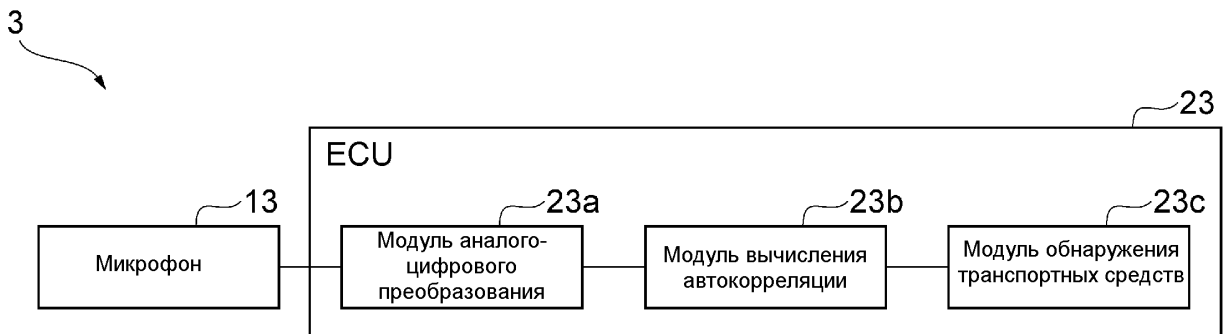 3
23
ECU
13
23a
23b
23c
Микрофон
Модуль аналого-
цифрового
преобразования
Модуль вычисления
автокорреляции
Модуль обнаружения
транспортных средств